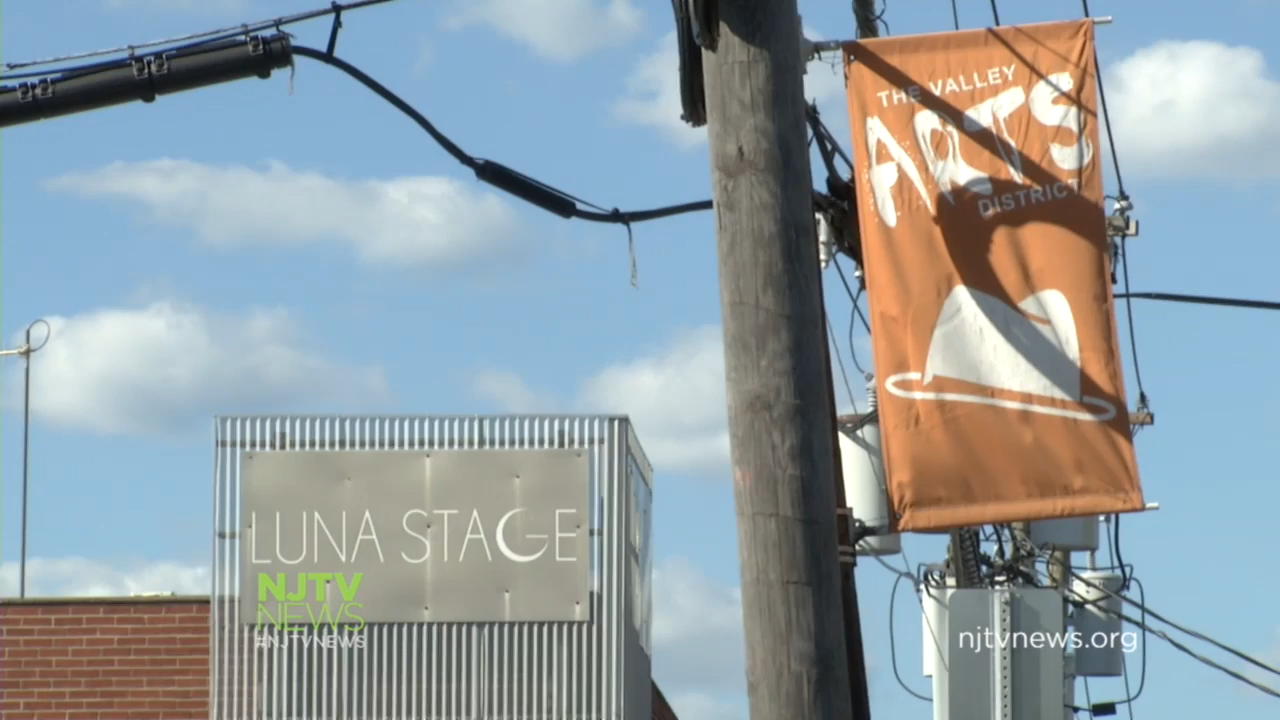 THE VALLEY
ARTS
DISTRICT
LUNA STAGE
NJTV
NEWS
#NJTVNEWS
njtvnews.org